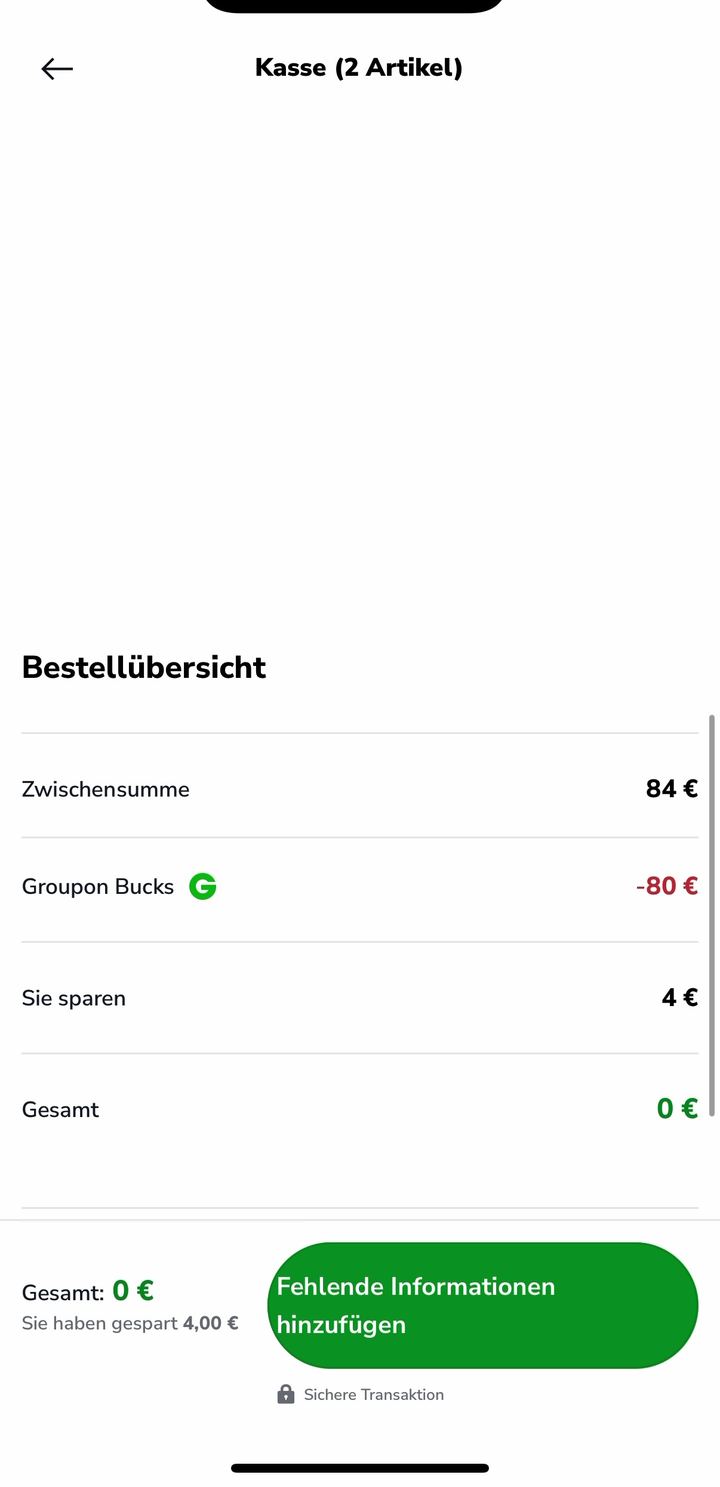 Kasse (2 Artikel)
Bestellübersicht
Zwischensumme 84 €
Groupon Bucks G -80 €
Sie sparen 4 €
Gesamt 0 €
Gesamt: 0 €
Sie haben gespart 4,00 €
Fehlende Informationen
hinzufügen
Sichere Transaktion